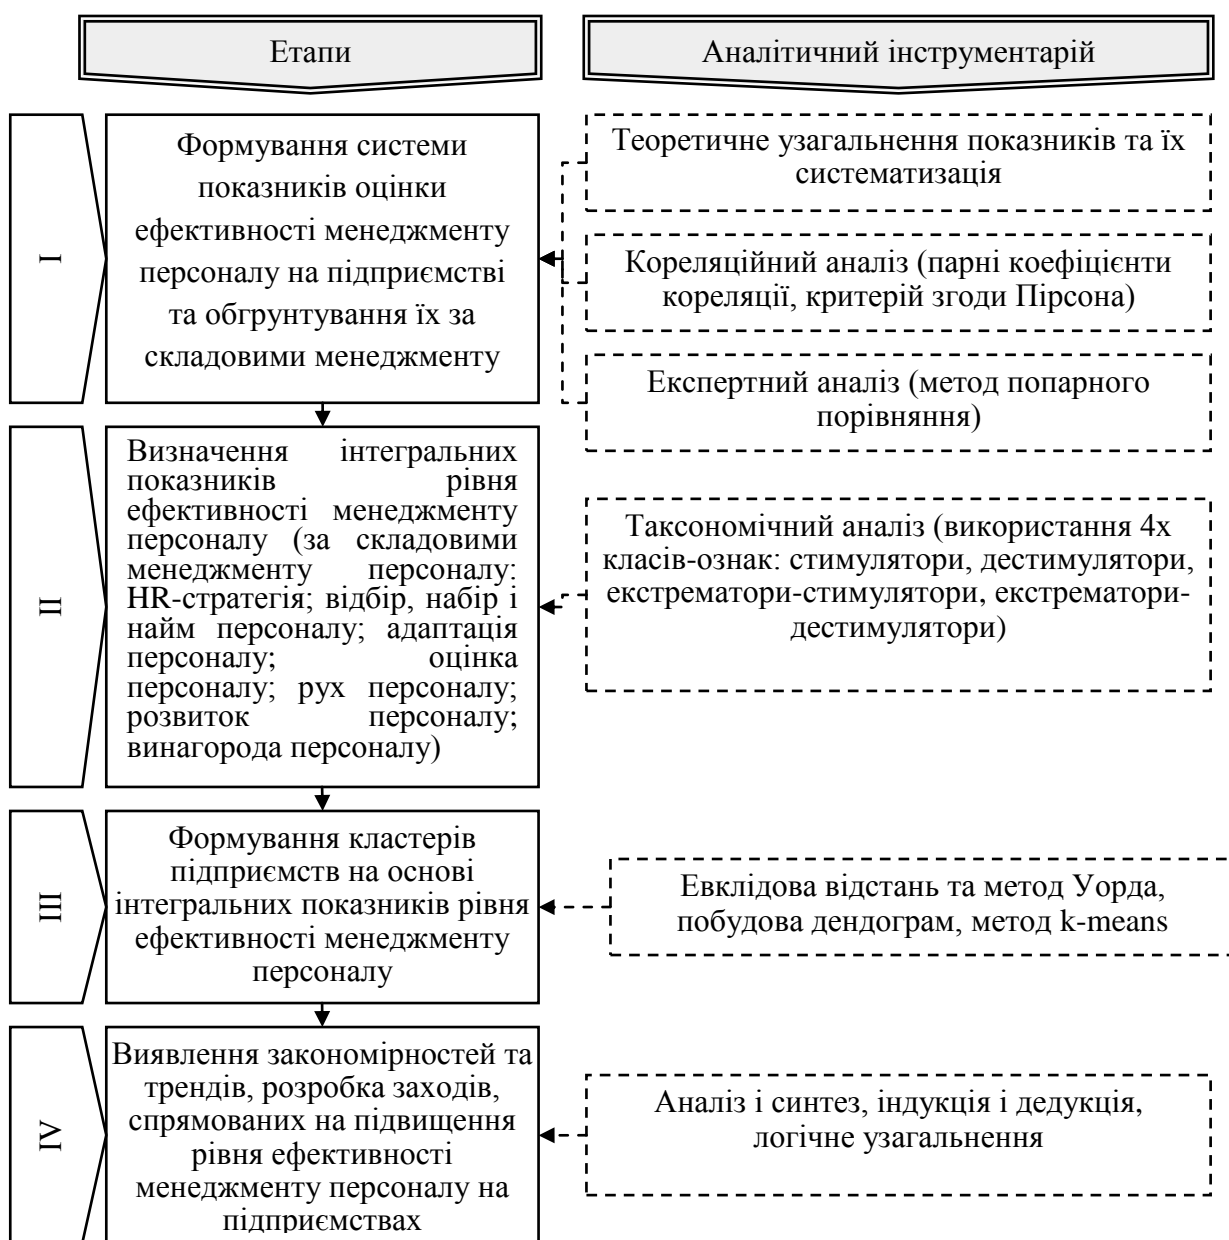 Етапи
Аналітичний інструментарій
I
Формування системи
показників оцінки
ефективності менеджменту
персоналу на підприємстві
та обгрунтування їх за
складовими менеджменту
Теоретичне узагальнення показників та їх
систематизація
Кореляційний аналіз (парні коефіцієнти
кореляції, критерій згоди Пірсона)
Експертний аналіз (метод попарного
порівняння)
II
Визначення інтегральних
показників рівня
ефективності менеджменту
персоналу (за складовими
менеджменту персоналу:
HR-стратегія; відбір, набір і
найм персоналу; адаптація
персоналу; оцінка
персоналу; рух персоналу;
розвиток персоналу;
винагорода персоналу)
Таксономічний аналіз (використання 4х
класів-ознак: стимулятори, дестимулятори,
екстрематори-стимулятори, екстрематори-
дестимулятори)
III
Формування кластерів
підприємств на основі
інтегральних показників рівня
ефективності менеджменту
персоналу
Евклідова відстань та метод Уорда,
побудова дендограм, метод k-means
IV
Виявлення закономірностей та
трендів, розробка заходів,
спрямованих на підвищення
рівня ефективності
менеджменту персоналу на
підприємствах
Аналіз і синтез, індукція і дедукція,
логічне узагальнення